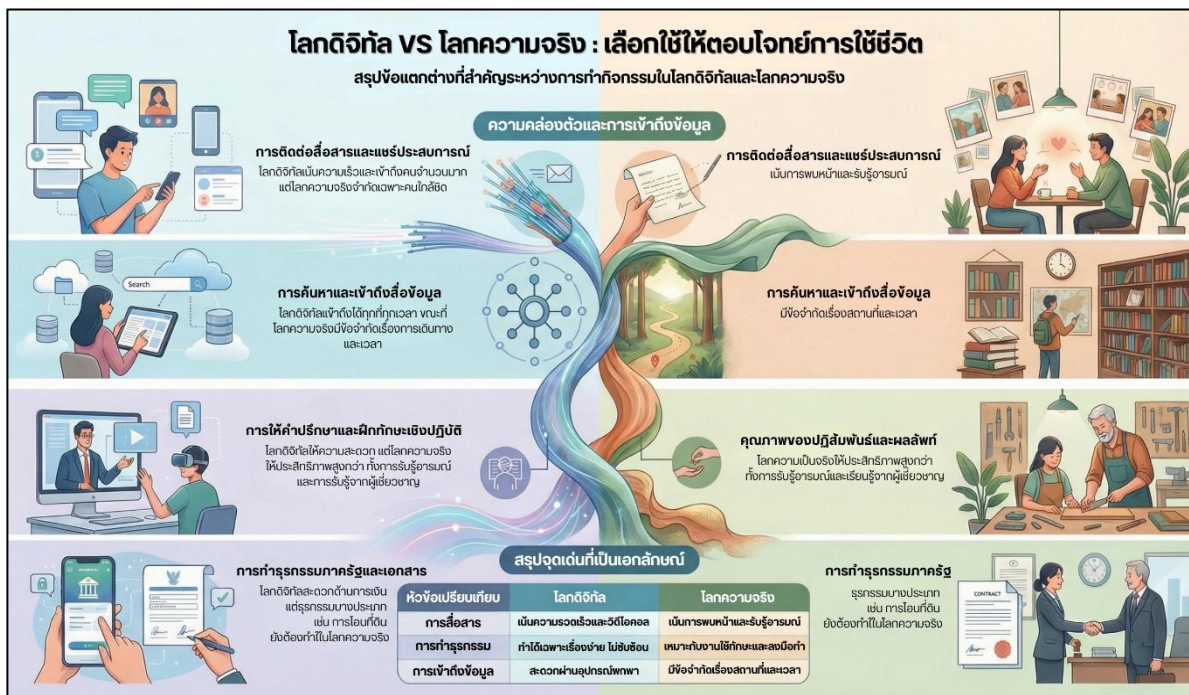 โลกดิจิทัล VS โลกความจริง : เลือกใช้ให้ตอบโจทย์การใช้ชีวิต
สรุปข้อแตกต่างที่สำคัญระหว่างการทำกิจกรรมในโลกดิจิทัลและโลกความจริง
ความคล่องตัวและการเข้าถึงข้อมูล
การติดต่อสื่อสารและแชร์ประสบการณ์
โลกดิจิทัลเน้นความเร็วและเข้าถึงคนจำนวนมาก
แต่โลกความจริงจำกัดเฉพาะคนใกล้ชิด
การติดต่อสื่อสารและแชร์ประสบการณ์
เน้นการพบหน้าและรับรู้อารมณ์
Search
การค้นหาและเข้าถึงสื่อข้อมูล
โลกดิจิทัลเข้าถึงได้ทุกที่ทุกเวลา ขณะที่
โลกความจริงมีข้อจำกัดเรื่องการเดินทาง
และเวลา
การค้นหาและเข้าถึงสื่อข้อมูล
มีข้อจำกัดเรื่องสถานที่และเวลา
การให้คำปรึกษาและฝึกทักษะเชิงปฏิบัติ
โลกดิจิทัลให้ความสะดวก แต่โลกความจริง
ให้ประสิทธิภาพสูงกว่า ทั้งการรับรู้อารมณ์
และการรับรู้จากผู้เชี่ยวชาญ
คุณภาพของปฏิสัมพันธ์และผลลัพท์
โลกความเป็นจริงให้ประสิทธิภาพสูงกว่า
ทั้งการรับรู้อารมณ์และเรียนรู้จากผู้เชี่ยวชาญ
การทำธุรกรรมภาครัฐและเอกสาร
โลกดิจิทัลสะดวกด้านการเงิน
แต่ธุรกรรมบางประเภท
เช่น การโอนที่ดิน
ยังต้องทำในโลกความจริง
สรุปจุดเด่นที่เป็นเอกลักษณ์
หัวข้อเปรียบเทียบ โลกดิจิทัล โลกความจริง
การสื่อสาร เน้นความรวดเร็วและวิดีโอคอล เน้นการพบหน้าและรับรู้อารมณ์
การทำธุรกรรม ทำได้เฉพาะเรื่องง่าย ไม่ซับซ้อน เหมาะกับงานใช้ทักษะและลงมือทำ
การเข้าถึงข้อมูล สะดวกผ่านอุปกรณ์พกพา มีข้อจำกัดเรื่องสถานที่และเวลา
การทำธุรกรรมภาครัฐ
ธุรกรรมบางประเภท
เช่น การโอนที่ดิน
ยังต้องทำในโลกความจริง
CONTRACT